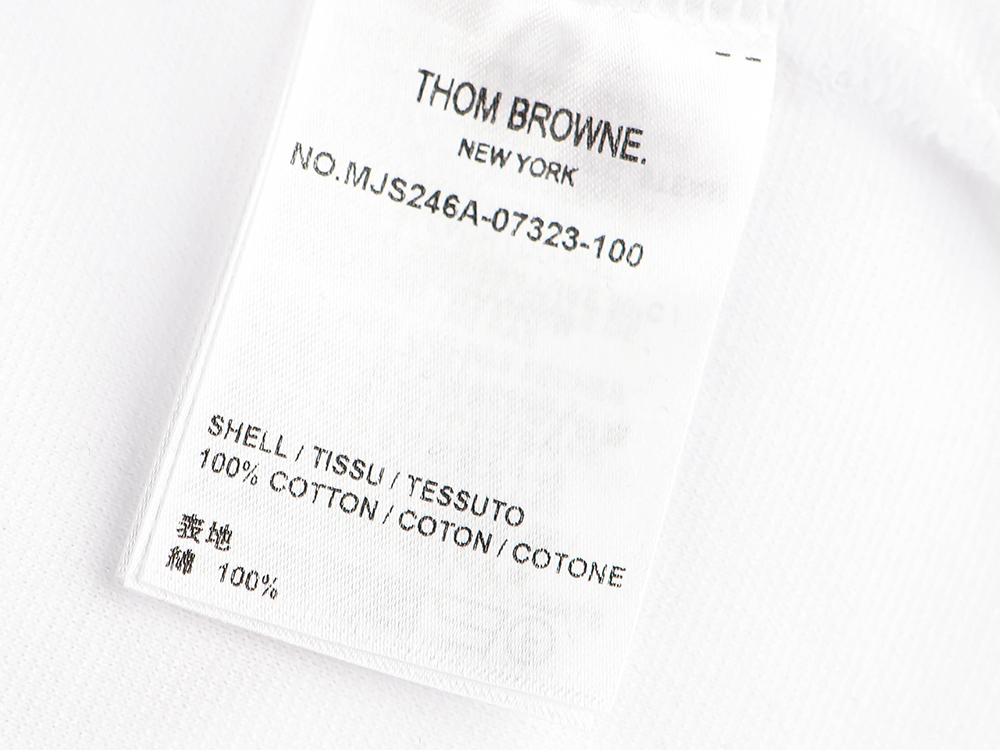 THOM BROWNE.
NEW YORK
NO.MJS246A-07323-100
SHELL / TISSU / TESSUTO
100% COTTON / COTON / COTONE
表地
綿 100%